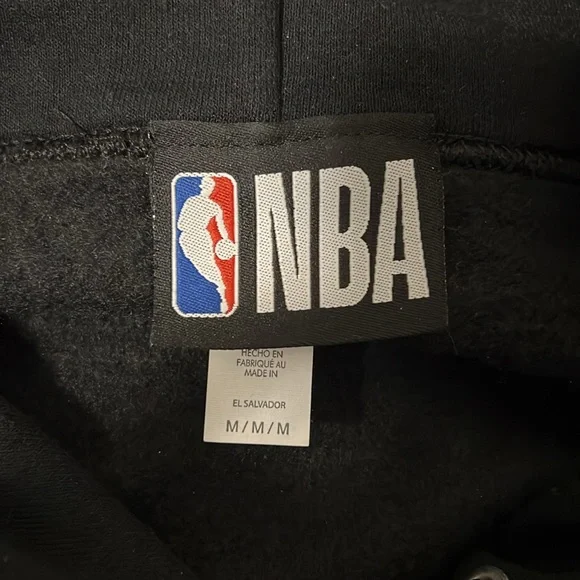 NBA
HECHO EN
FABRIQUÉ AU
MADE IN
EL SALVADOR
M/M/M